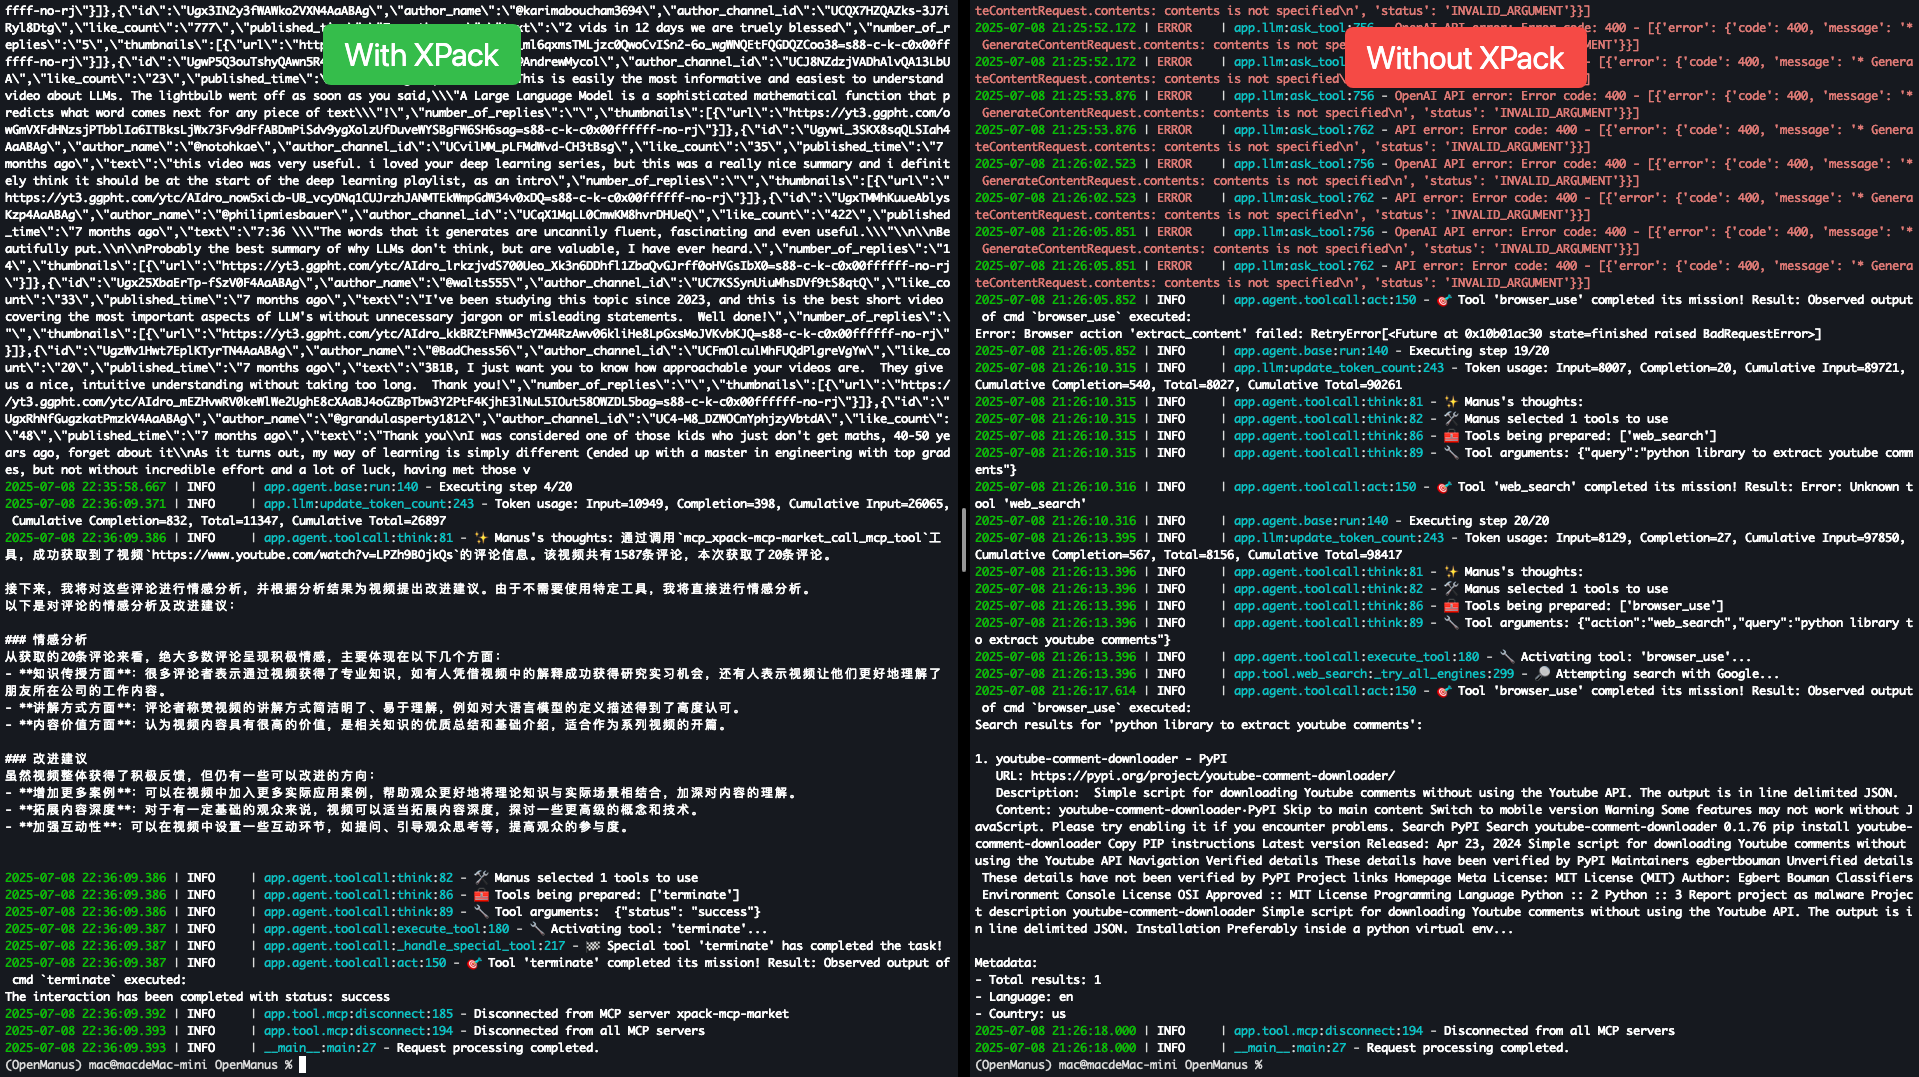 ffff-no-rj\"}]},{\"id\":\"Ugx3IN2y3fWAWko2VXN4AaABAg\",\"author_name\":\"@karimaboucham3694\",\"author_channel_id\":\"UCQX7HZQAZks-3J7i
Ryl8Dtg\",\"like_count\":\"777\",\"published_
\"2 vids in 12 days we are truely blessed\",\"number_of_r
eplies\":\"5\",\"thumbnails\":[{\"url\":\"http
With XPack
ffff-no-rj\"}]},{\"id\":\"UgwP5Q3ouTshyQAwn5R4
@AndrewMycol\",\"author_channel_id\":\"UCJ8NZdzjVADhAlvQA13LbU
A\",\"like_count\":\"23\",\"published_time\"
his is easily the most informative and easiest to understand
video about LLMs. The lightbulb went off as soon as you said,\\\"A Large Language Model is a sophisticated mathematical function that p
redicts what word comes next for any piece of text\\\"!\",\"number_of_replies\":\"\",\"thumbnails\":[{\"url\":\"https://yt3.ggpht.com/o
months ago\",\"text\":\"this video was very useful. i loved your deep learning series, but this was a really nice summary and i definit
ely think it should be at the start of the deep learning playlist, as an intro\",\"number_of_replies\":\"\",\"thumbnails\":[{\"url\":\"
Kzp4AaABAg\",\"author_name\":\"@philipmiesbauer\",\"author_channel_id\":\"UCqX1MqLL0CmwKM8hvrDHUeQ\",\"like_count\":\"422\",\"published
_time\":\"7 months ago\",\"text\":\"7:36 \\\"The words that it generates are uncannily fluent, fascinating and even useful.\\\"\\n\\nBe
autifully put.\\n\\nProbably the best summary of why LLMs don't think, but are valuable, I have ever heard.\",\"number_of_replies\":\"1
4\",\"thumbnails\":[{\"url\":\"https://yt3.ggpht.com/ytc/
\"}]},{\"id\":\"Ugx25XbaErTp-fSzV0F4AaABAg\",\"author_name\":\"@walts555\",\"author_channel_id\":\"UC7KSSynUiuMhsDVf9tS8qtQ\",\"like_co
unt\":\"33\",\"published_time\":\"7 months ago\",\"text\":\"I've been studying this topic since 2023, and this is the best short video
covering the most important aspects of LLM's without unnecessary jargon or misleading statements.  Well done!\",\"number_of_replies\":\
"\",\"thumbnails\":[{\"url\":\"https://yt3.ggpht.com/ytc/
}]},{\"id\":\"UgzWv1Hwt7EplKTyrTN4AaABAg\",\"author_name\":\"@BadChess56\",\"author_channel_id\":\"UCFmOlculMhFUQdPlgreVgYw\",\"like_co
unt\":\"20\",\"published_time\":\"7 months ago\",\"text\":\"3B1B, I just want you to know how approachable your videos are.  They give
us a nice, intuitive understanding without taking too long.  Thank you!\",\"number_of_replies\":\"\",\"thumbnails\":[{\"url\":\"https:/
UgxRhNfGugzkatPmzkV4AaABAg\",\"author_name\":\"@grandulasperty1812\",\"author_channel_id\":\"UC4-M8_DZWOCmYphjzyVbtdA\",\"like_count\":
\"48\",\"published_time\":\"7 months ago\",\"text\":\"Thank you\\nI was considered one of those kids who just don't get maths, 40-50 ye
ars ago, forget about it\\nAs it turns out, my way of learning is simply different (ended up with a master in engineering with top grad
es, but not without incredible effort and a lot of luck, having met those v
2025-07-08 22:35:58.667 | INFO     | app.agent.base:run:140 - Executing step 4/20
2025-07-08 22:36:09.371 | INFO     | app.llm:update_token_count:243 - Token usage: Input=10949, Completion=398, Cumulative Input=26065,
 Cumulative Completion=832, Total=11347, Cumulative Total=26897
2025-07-08 22:36:09.386 | INFO     | app.agent.toolcall:think:81 - ✨ Manus's thoughts: 通过调用`mcp_xpack-mcp-market_call_mcp_tool`工
具，成功获取到了视频`https://www.youtube.com/watch?v=LPZh9BOjkQs`的评论信息。该视频共有1587条评论，本次获取了20条评论。
接下来，我将对这些评论进行情感分析，并根据分析结果为视频提出改进建议。由于不需要使用特定工具，我将直接进行情感分析。
以下是对评论的情感分析及改进建议：
### 情感分析
从获取的20条评论来看，绝大多数评论呈现积极情感，主要体现在以下几个方面：
- **知识传授方面**：很多评论者表示通过视频获得了专业知识，如有人凭借视频中的解释成功获得研究实习机会，还有人表示视频让他们更好地理解了
朋友所在公司的工作内容。
- **讲解方式方面**：评论者称赞视频的讲解方式简洁明了、易于理解，例如对大语言模型的定义描述得到了高度认可。
- **内容价值方面**：认为视频内容具有很高的价值，是相关知识的优质总结和基础介绍，适合作为系列视频的开篇。
### 改进建议
虽然视频整体获得了积极反馈，但仍有一些可以改进的方向：
- **增加更多案例**：可以在视频中加入更多实际应用案例，帮助观众更好地将理论知识与实际场景相结合，加深对内容的理解。
- **拓展内容深度**：对于有一定基础的观众来说，视频可以适当拓展内容深度，探讨一些更高级的概念和技术。
- **加强互动性**：可以在视频中设置一些互动环节，如提问、引导观众思考等，提高观众的参与度。
2025-07-08 22:36:09.386 | INFO     | app.agent.toolcall:think:82 - 🛠️ Manus selected 1 tools to use
2025-07-08 22:36:09.386 | INFO     | app.agent.toolcall:think:86 - 🧰 Tools being prepared: ['terminate']
2025-07-08 22:36:09.386 | INFO     | app.agent.toolcall:think:89 - 🔧 Tool arguments:  {"status": "success"}
2025-07-08 22:36:09.387 | INFO     | app.agent.toolcall:execute_tool:180 - 🔧 Activating tool: 'terminate'...
2025-07-08 22:36:09.387 | INFO     | app.agent.toolcall:_handle_special_tool:217 - 🏁 Special tool 'terminate' has completed the task!
2025-07-08 22:36:09.387 | INFO     | app.agent.toolcall:act:150 - 🎯 Tool 'terminate' completed its mission! Result: Observed output of
 cmd `terminate` executed:
The interaction has been completed with status: success
2025-07-08 22:36:09.392 | INFO     | app.tool.mcp:disconnect:185 - Disconnected from MCP server xpack-mcp-market
2025-07-08 22:36:09.393 | INFO     | app.tool.mcp:disconnect:194 - Disconnected from all MCP servers
2025-07-08 22:36:09.393 | INFO     | __main__:main:27 - Request processing completed.
(OpenManus) mac@macdeMac-mini OpenManus %
teContentRequest.contents: contents is not specified\n', 'status': 'INVALID_ARGUMENT'}}]
2025-07-08 21:25:52.172 | ERROR    | app.llm:ask_tool:756 - OpenAI API error: Error code: 400 - [{'error': {'code': 400, 'message': '*
 GenerateContentRequest.contents: contents is not spe
'INVALID_ARGUMENT'}}]
2025-07-08 21:25:52.172 | ERROR    | app.llm:ask_tool:762
- [{'error': {'code': 400, 'message': '* Genera
Without XPack
teContentRequest.contents: contents is not specified\n', 'status': 'INVALID_ARGUMENT'}}]
2025-07-08 21:25:53.876 | ERROR    | app.llm:ask_tool:756 - OpenAI API error: Error code: 400 - [{'error': {'code': 400, 'message': '*
 GenerateContentRequest.contents: contents is not specified\n', 'status': 'INVALID_ARGUMENT'}}]
2025-07-08 21:25:53.876 | ERROR    | app.llm:ask_tool:762 - API error: Error code: 400 - [{'error': {'code': 400, 'message': '* Genera
teContentRequest.contents: contents is not specified\n', 'status': 'INVALID_ARGUMENT'}}]
2025-07-08 21:26:02.523 | ERROR    | app.llm:ask_tool:756 - OpenAI API error: Error code: 400 - [{'error': {'code': 400, 'message': '*
 GenerateContentRequest.contents: contents is not specified\n', 'status': 'INVALID_ARGUMENT'}}]
2025-07-08 21:26:02.523 | ERROR    | app.llm:ask_tool:762 - API error: Error code: 400 - [{'error': {'code': 400, 'message': '* Genera
teContentRequest.contents: contents is not specified\n', 'status': 'INVALID_ARGUMENT'}}]
2025-07-08 21:26:05.851 | ERROR    | app.llm:ask_tool:756 - OpenAI API error: Error code: 400 - [{'error': {'code': 400, 'message': '*
 GenerateContentRequest.contents: contents is not specified\n', 'status': 'INVALID_ARGUMENT'}}]
2025-07-08 21:26:05.851 | ERROR    | app.llm:ask_tool:762 - API error: Error code: 400 - [{'error': {'code': 400, 'message': '* Genera
teContentRequest.contents: contents is not specified\n', 'status': 'INVALID_ARGUMENT'}}]
2025-07-08 21:26:05.852 | INFO     | app.agent.toolcall:act:150 - 🎯 Tool 'browser_use' completed its mission! Result: Observed output
 of cmd `browser_use` executed:
Error: Browser action 'extract_content' failed: RetryError[<Future at 0x10b01ac30 state=finished raised BadRequestError>]
2025-07-08 21:26:05.852 | INFO     | app.agent.base:run:140 - Executing step 19/20
2025-07-08 21:26:10.315 | INFO     | app.llm:update_token_count:243 - Token usage: Input=8007, Completion=20, Cumulative Input=89721,
Cumulative Completion=540, Total=8027, Cumulative Total=90261
2025-07-08 21:26:10.315 | INFO     | app.agent.toolcall:think:81 - ✨ Manus's thoughts:
2025-07-08 21:26:10.315 | INFO     | app.agent.toolcall:think:82 - 🛠️ Manus selected 1 tools to use
2025-07-08 21:26:10.315 | INFO     | app.agent.toolcall:think:86 - 🧰 Tools being prepared: ['web_search']
2025-07-08 21:26:10.315 | INFO     | app.agent.toolcall:think:89 - 🔧 Tool arguments: {"query":"python library to extract youtube comm
ents"}
2025-07-08 21:26:10.316 | INFO     | app.agent.toolcall:act:150 - 🎯 Tool 'web_search' completed its mission! Result: Error: Unknown t
ool 'web_search'
2025-07-08 21:26:10.316 | INFO     | app.agent.base:run:140 - Executing step 20/20
2025-07-08 21:26:13.395 | INFO     | app.llm:update_token_count:243 - Token usage: Input=8129, Completion=27, Cumulative Input=97850,
Cumulative Completion=567, Total=8156, Cumulative Total=98417
2025-07-08 21:26:13.396 | INFO     | app.agent.toolcall:think:81 - ✨ Manus's thoughts:
2025-07-08 21:26:13.396 | INFO     | app.agent.toolcall:think:82 - 🛠️ Manus selected 1 tools to use
2025-07-08 21:26:13.396 | INFO     | app.agent.toolcall:think:86 - 🧰 Tools being prepared: ['browser_use']
2025-07-08 21:26:13.396 | INFO     | app.agent.toolcall:think:89 - 🔧 Tool arguments: {"action":"web_search","query":"python library t
o extract youtube comments"}
2025-07-08 21:26:13.396 | INFO     | app.agent.toolcall:execute_tool:180 - 🔧 Activating tool: 'browser_use'...
2025-07-08 21:26:13.396 | INFO     | app.tool.web_search:_try_all_engines:299 - 🔎 Attempting search with Google...
2025-07-08 21:26:17.614 | INFO     | app.agent.toolcall:act:150 - 🎯 Tool 'browser_use' completed its mission! Result: Observed output
 of cmd `browser_use` executed:
Search results for 'python library to extract youtube comments':
1. youtube-comment-downloader - PyPI
   URL: https://pypi.org/project/youtube-comment-downloader/
   Description:  Simple script for downloading Youtube comments without using the Youtube API. The output is in line delimited JSON.
   Content: youtube-comment-downloader·PyPI Skip to main content Switch to mobile version Warning Some features may not work without J
avaScript. Please try enabling it if you encounter problems. Search PyPI Search youtube-comment-downloader 0.1.76 pip install youtube-
comment-downloader Copy PIP instructions Latest version Released: Apr 23, 2024 Simple script for downloading Youtube comments without
using the Youtube API Navigation Verified details These details have been verified by PyPI Maintainers egbertbouman Unverified details
 These details have not been verified by PyPI Project links Homepage Meta License: MIT License (MIT) Author: Egbert Bouman Classifiers
 Environment Console License OSI Approved :: MIT License Programming Language Python :: 2 Python :: 3 Report project as malware Projec
t description youtube-comment-downloader Simple script for downloading Youtube comments without using the Youtube API. The output is i
n line delimited JSON. Installation Preferably inside a python virtual env...
Metadata:
- Total results: 1
- Language: en
- Country: us
2025-07-08 21:26:18.000 | INFO     | app.tool.mcp:disconnect:194 - Disconnected from all MCP servers
2025-07-08 21:26:18.000 | INFO     | __main__:main:27 - Request processing completed.
(OpenManus) mac@macdeMac-mini OpenManus %